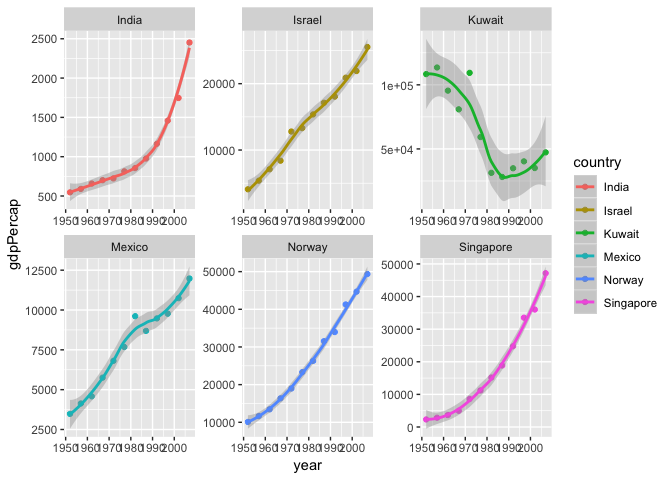 India Israel Kuwait
2500
2000
1500
1000
500
20000
10000
1e+05
5e+04
1950 1960 1970 1980 1990 2000 1950 1960 1970 1980 1990 2000 1950 1960 1970 1980 1990 2000
Mexico Norway Singapore
12500
10000
7500
5000
2500
50000
40000
30000
20000
10000
50000
40000
30000
20000
10000
0
1950 1960 1970 1980 1990 2000 1950 1960 1970 1980 1990 2000 1950 1960 1970 1980 1990 2000
year
gdpPercap
country
India
Israel
Kuwait
Mexico
Norway
Singapore